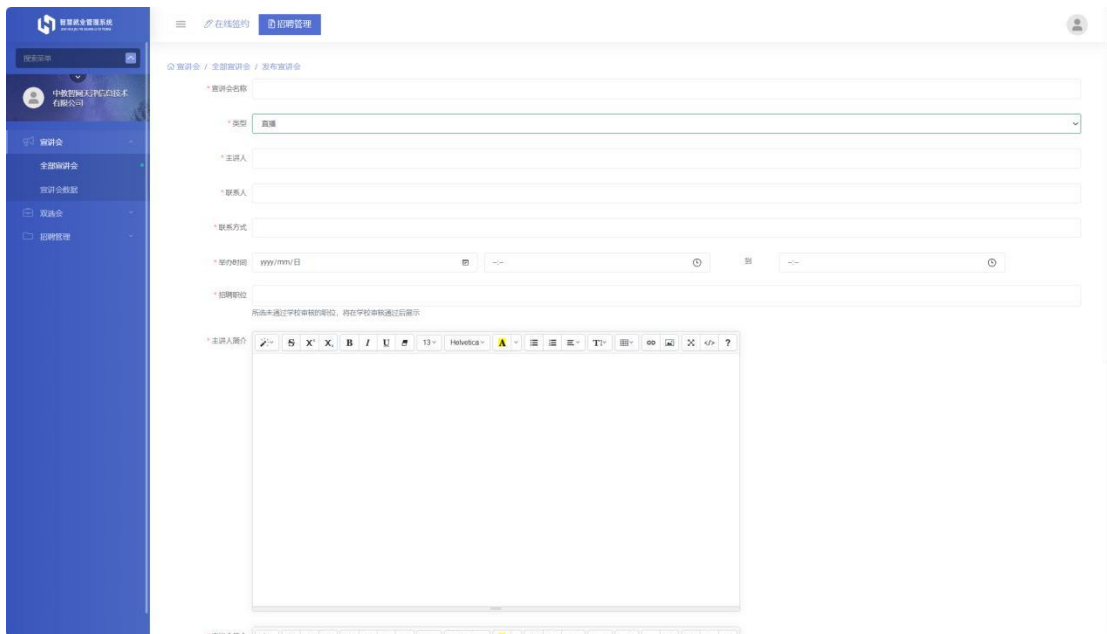 智慧就业管理系统
在线签约
招聘管理
搜索菜单
宣讲会 / 全部宣讲会 / 发布宣讲会
中教智网天津信息技术
有限公司
宣讲会
全部宣讲会
宣讲会数据
双选会
招聘管理
* 宣讲会名称
* 类型
直播
* 主讲人
* 联系人
* 联系方式
* 举办时间
yyyy/mm/日
--:--
到
--:--
* 招聘职位
所选未通过学校审核的职位，将在学校审核通过后展示
* 主讲人简介
13
Helvetica